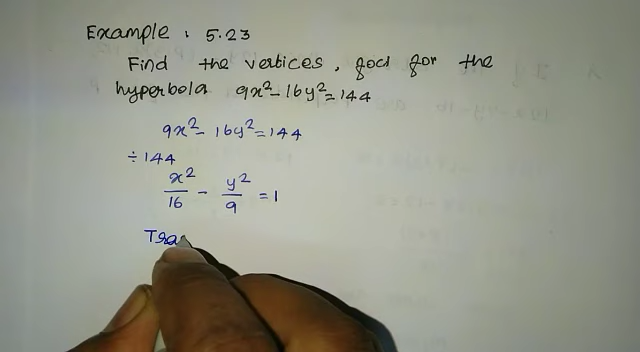 Example : 5.23
Find the vertices, foci for the
hyperbola 9x²-16y²=144
9x²-16y²=144
÷144
x²/16 - y²/9 = 1
Tra